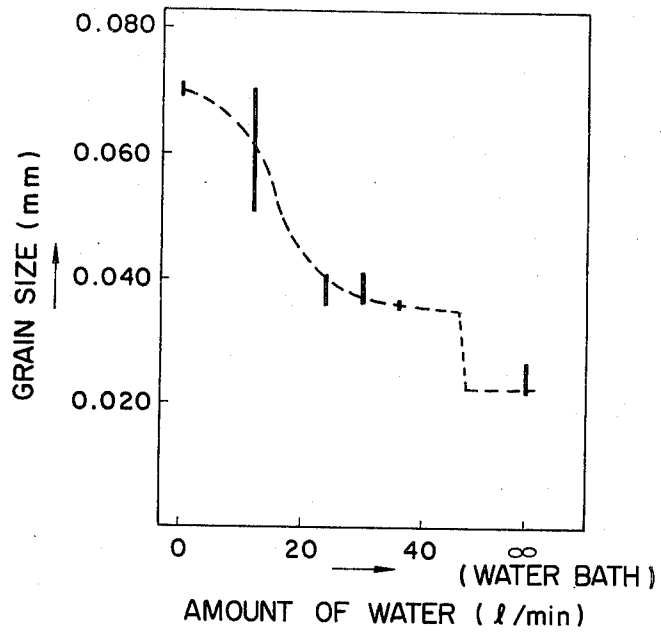 0.080
0.060
0.040
0.020
GRAIN SIZE (mm)
0 20 40 ∞
(WATER BATH)
AMOUNT OF WATER (ℓ/min)